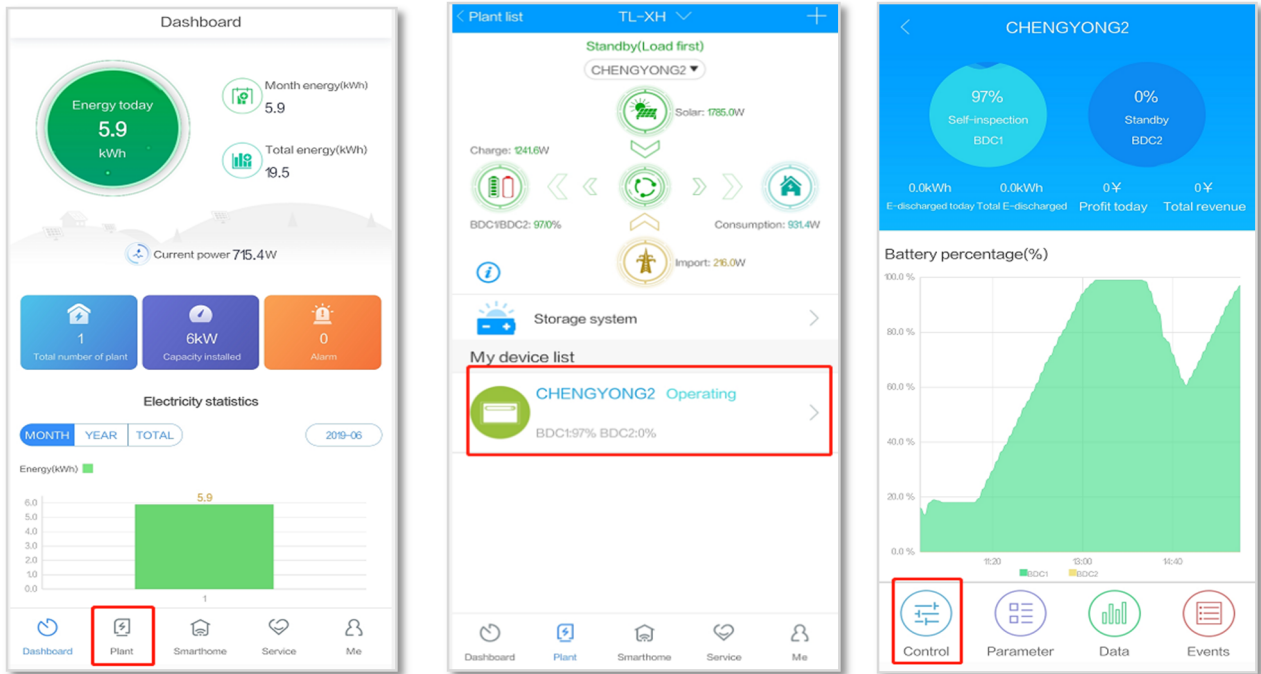 Dashboard
Energy today
5.9
kWh
Month energy(kWh)
5.9
Total energy(kWh)
19.5
Current power 715.4W
1
Total number of plant
6kW
Capacity installed
0
Alarm
Electricity statistics
MONTH YEAR TOTAL 2019-06
Energy(kWh)
5.9
6.0
5.0
4.0
3.0
2.0
1.0
0.0
1
Dashboard Plant Smarthome Service Me
Plant list TL-XH
Standby(Load first)
CHENGYONG2
Solar: 1785.0W
Charge: 1241.6W
BDC1/BDC2: 97/0%
Consumption: 931.4W
Import: 216.0W
Storage system
My device list
CHENGYONG2 Operating
BDC1:97% BDC2:0%
Dashboard Plant Smarthome Service Me
CHENGYONG2
97%
Self-inspection
BDC1
0%
Standby
BDC2
0.0kWh 0.0kWh 0¥ 0¥
E-discharged today Total E-discharged Profit today Total revenue
Battery percentage(%)
100.0 %
80.0 %
60.0 %
40.0 %
20.0 %
0.0 %
11:20 13:00 14:40
BDC1 BDC2
Control Parameter Data Events